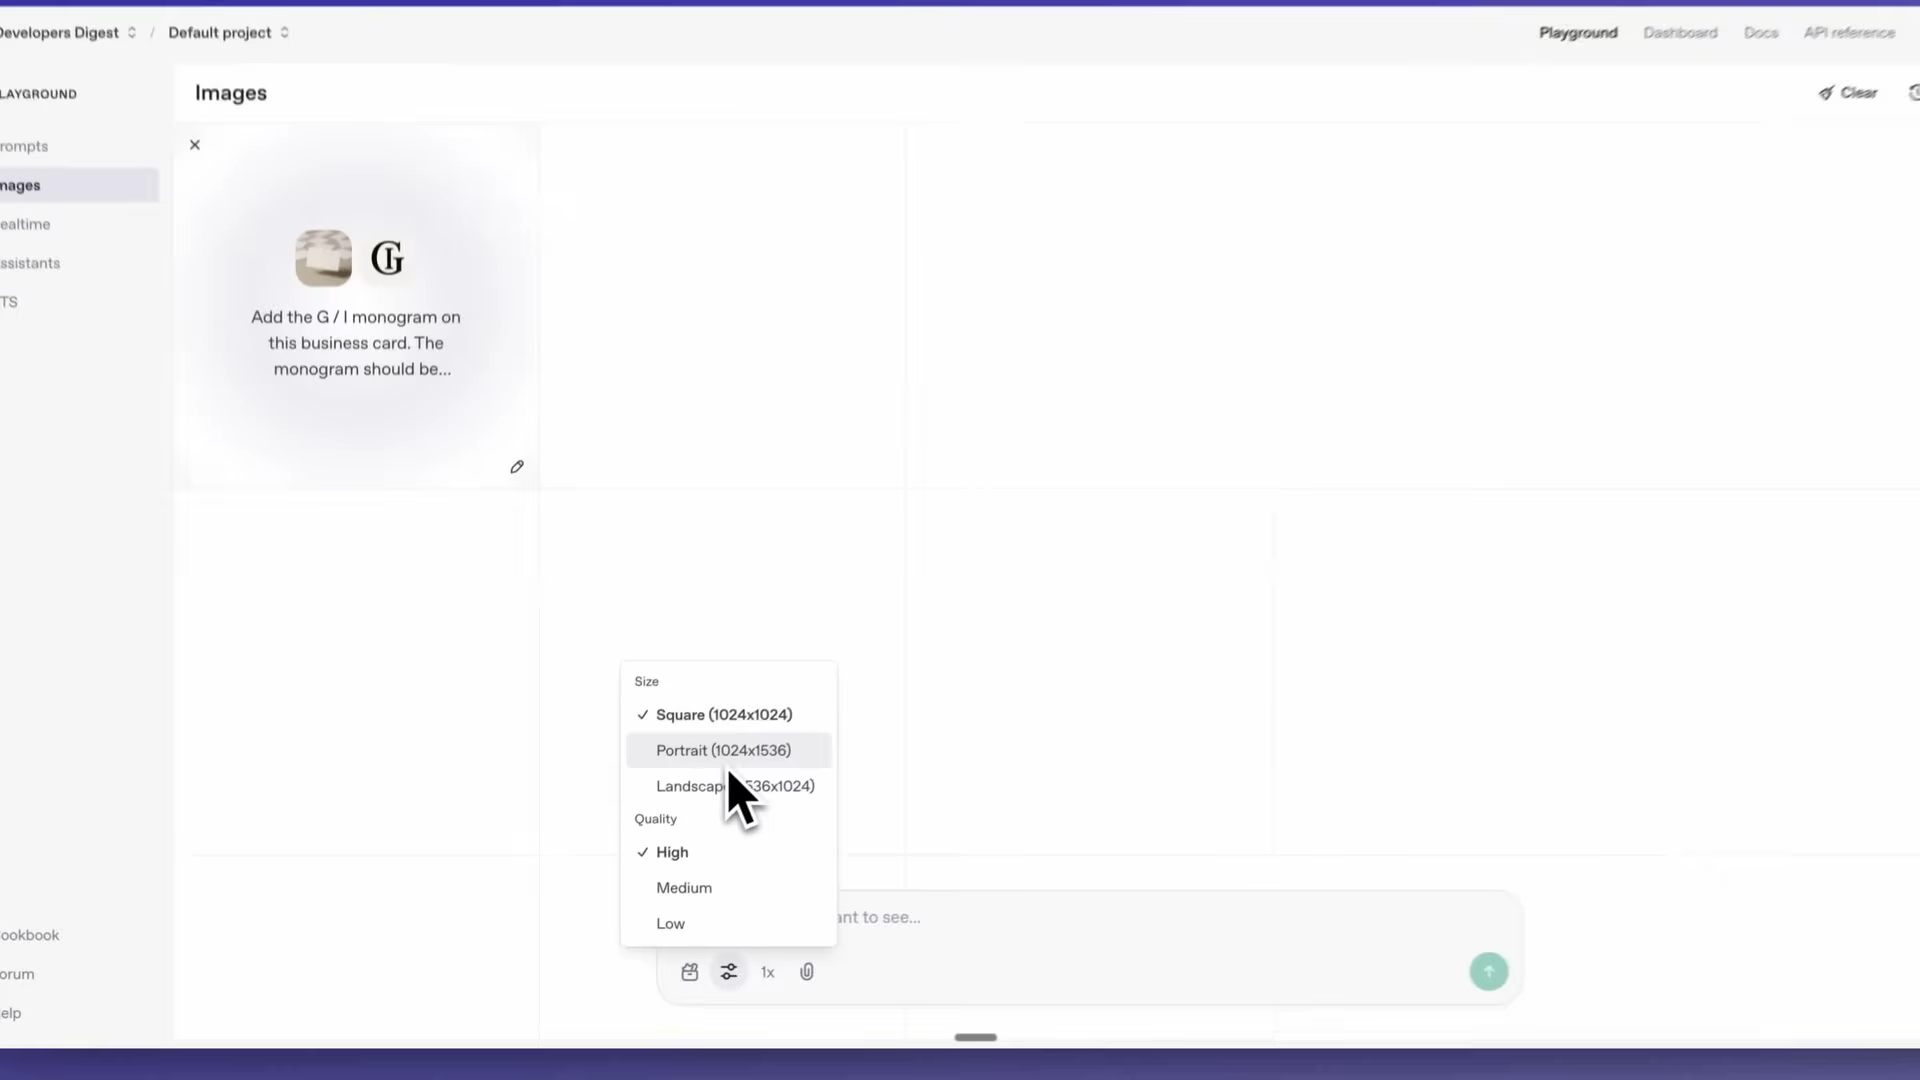 Developers Digest / Default project
Playground Dashboard Docs API reference
LAYGROUND
rompts
mages
ealtime
ssistants
TS
ookbook
orum
elp
Images
Clear
GI
Add the G / I monogram on
this business card. The
monogram should be...
Size
Square (1024x1024)
Portrait (1024x1536)
Landscap 536x1024)
Quality
High
Medium
Low
ant to see...
1x